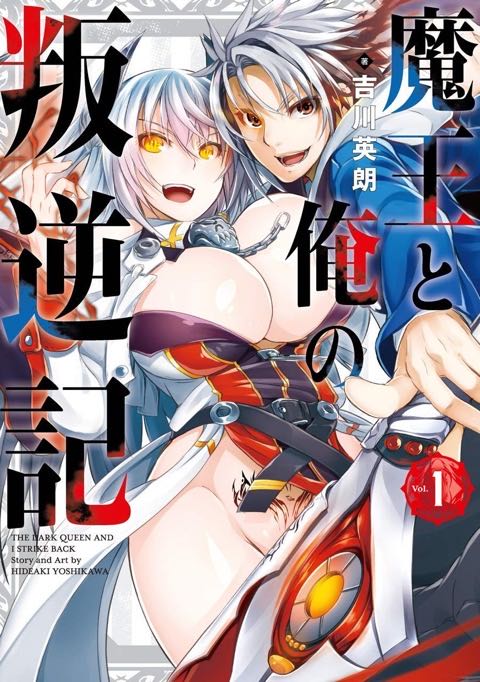 魔王と
俺の
叛逆記
著 吉川英朗
Vol. 1
THE DARK QUEEN AND
I STRIKE BACK
Story and Art by
HIDEAKI YOSHIKAWA